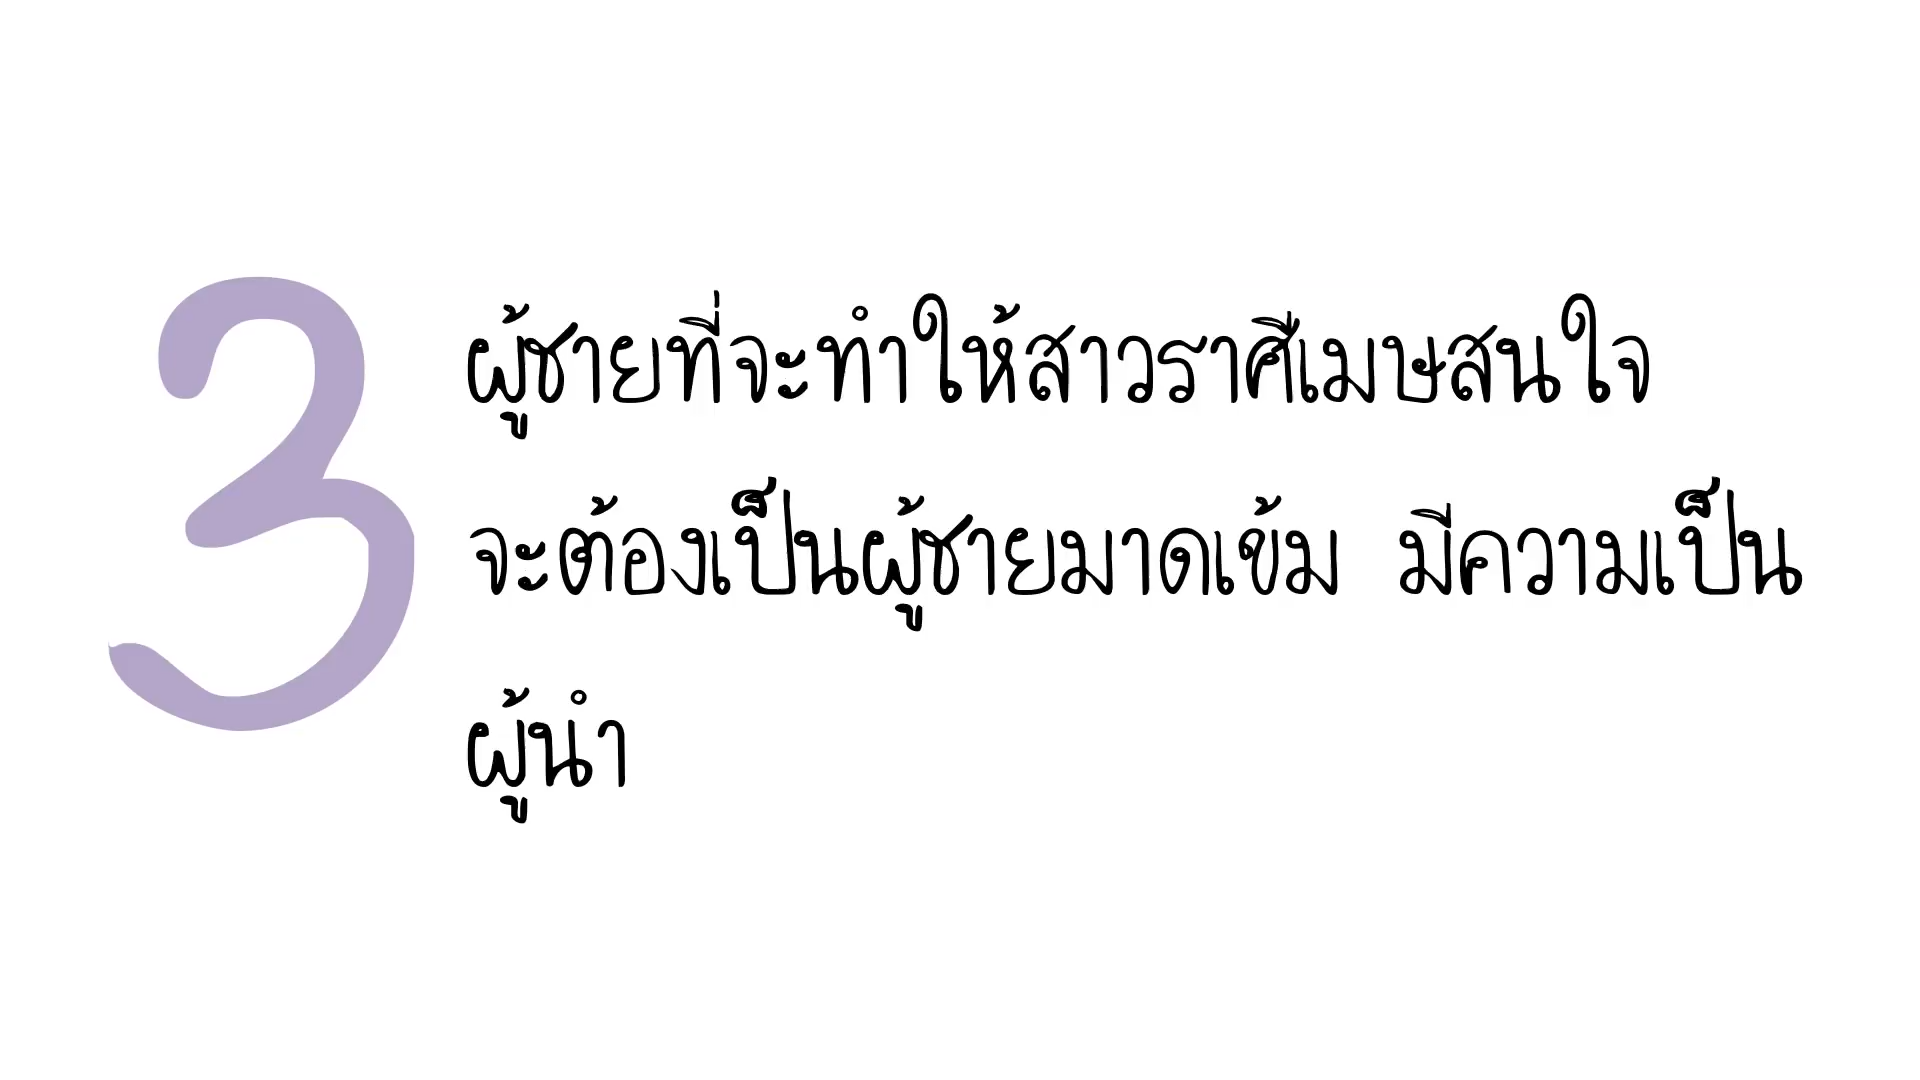 3
ผู้ชายที่จะทำให้สาวราศีเมษสนใจ
จะต้องเป็นผู้ชายมาดเข้ม มีความเป็น
ผู้นำ